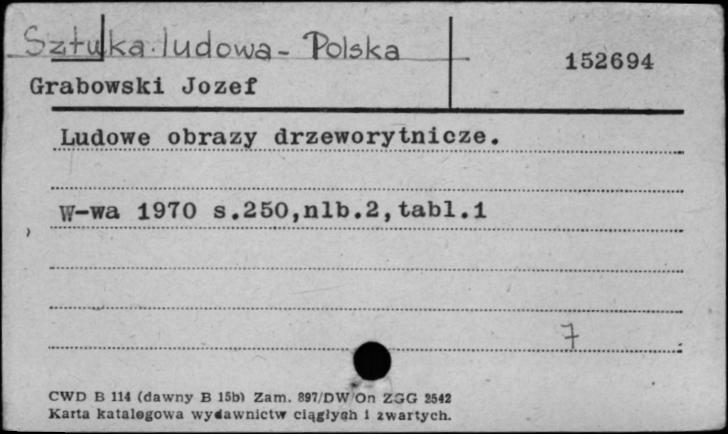 Sztuka ludowa - Polska
152694
Grabowski Jozef
Ludowe obrazy drzeworytnicze.
W-wa 1970 s.250,nlb.2,tabl.1
7
CWD B 114 (dawny B 15b) Zam. 897/DW/On ZGG 2542
Karta katalogowa wydawnictw ciągłych i zwartych.